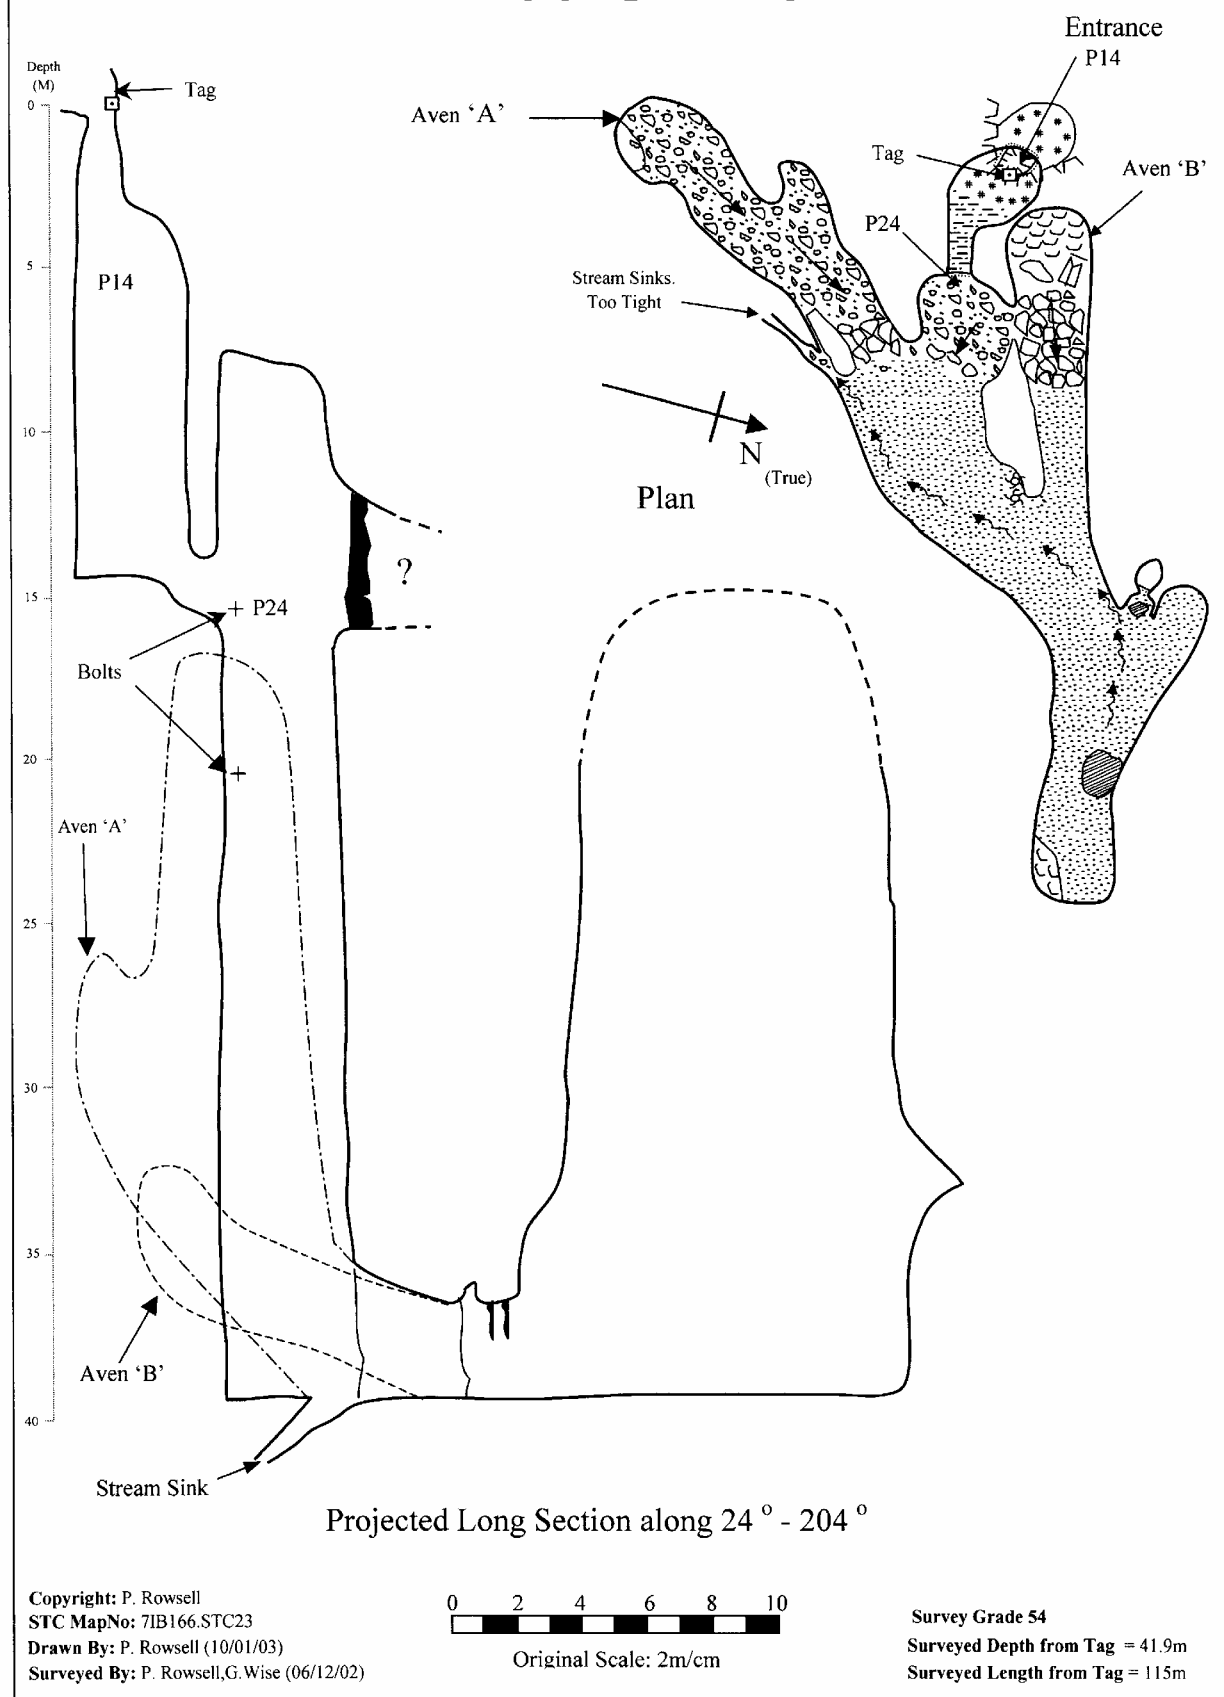 Entrance
P14
Depth
(M)
Tag
Aven 'A'
Tag
Aven 'B'
P24
0
5
10
15
20
25
30
35
40
P14
Stream Sinks.
Too Tight
N
(True)
Plan
?
P24
Bolts
Aven 'A'
Aven 'B'
Stream Sink
Projected Long Section along 24 ° - 204 °
Copyright: P. Rowsell
STC MapNo: 7IB166.STC23
Drawn By: P. Rowsell (10/01/03)
Surveyed By: P. Rowsell,G.Wise (06/12/02)
0 2 4 6 8 10
Original Scale: 2m/cm
Survey Grade 54
Surveyed Depth from Tag = 41.9m
Surveyed Length from Tag = 115m